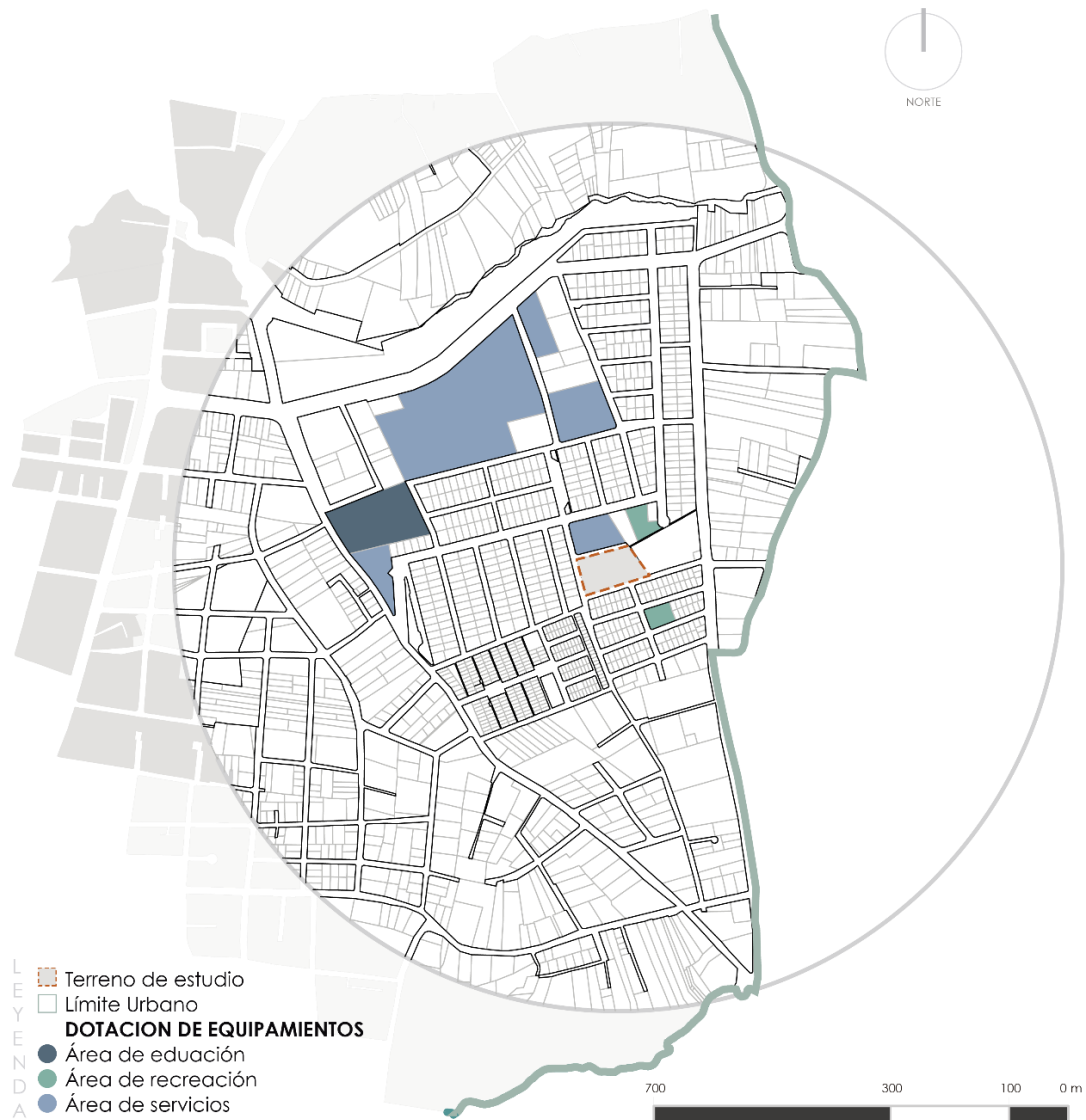 NORTE
LEYENDA
Terreno de estudio
Límite Urbano
DOTACION DE EQUIPAMIENTOS
Área de eduación
Área de recreación
Área de servicios
700 300 100 0 m